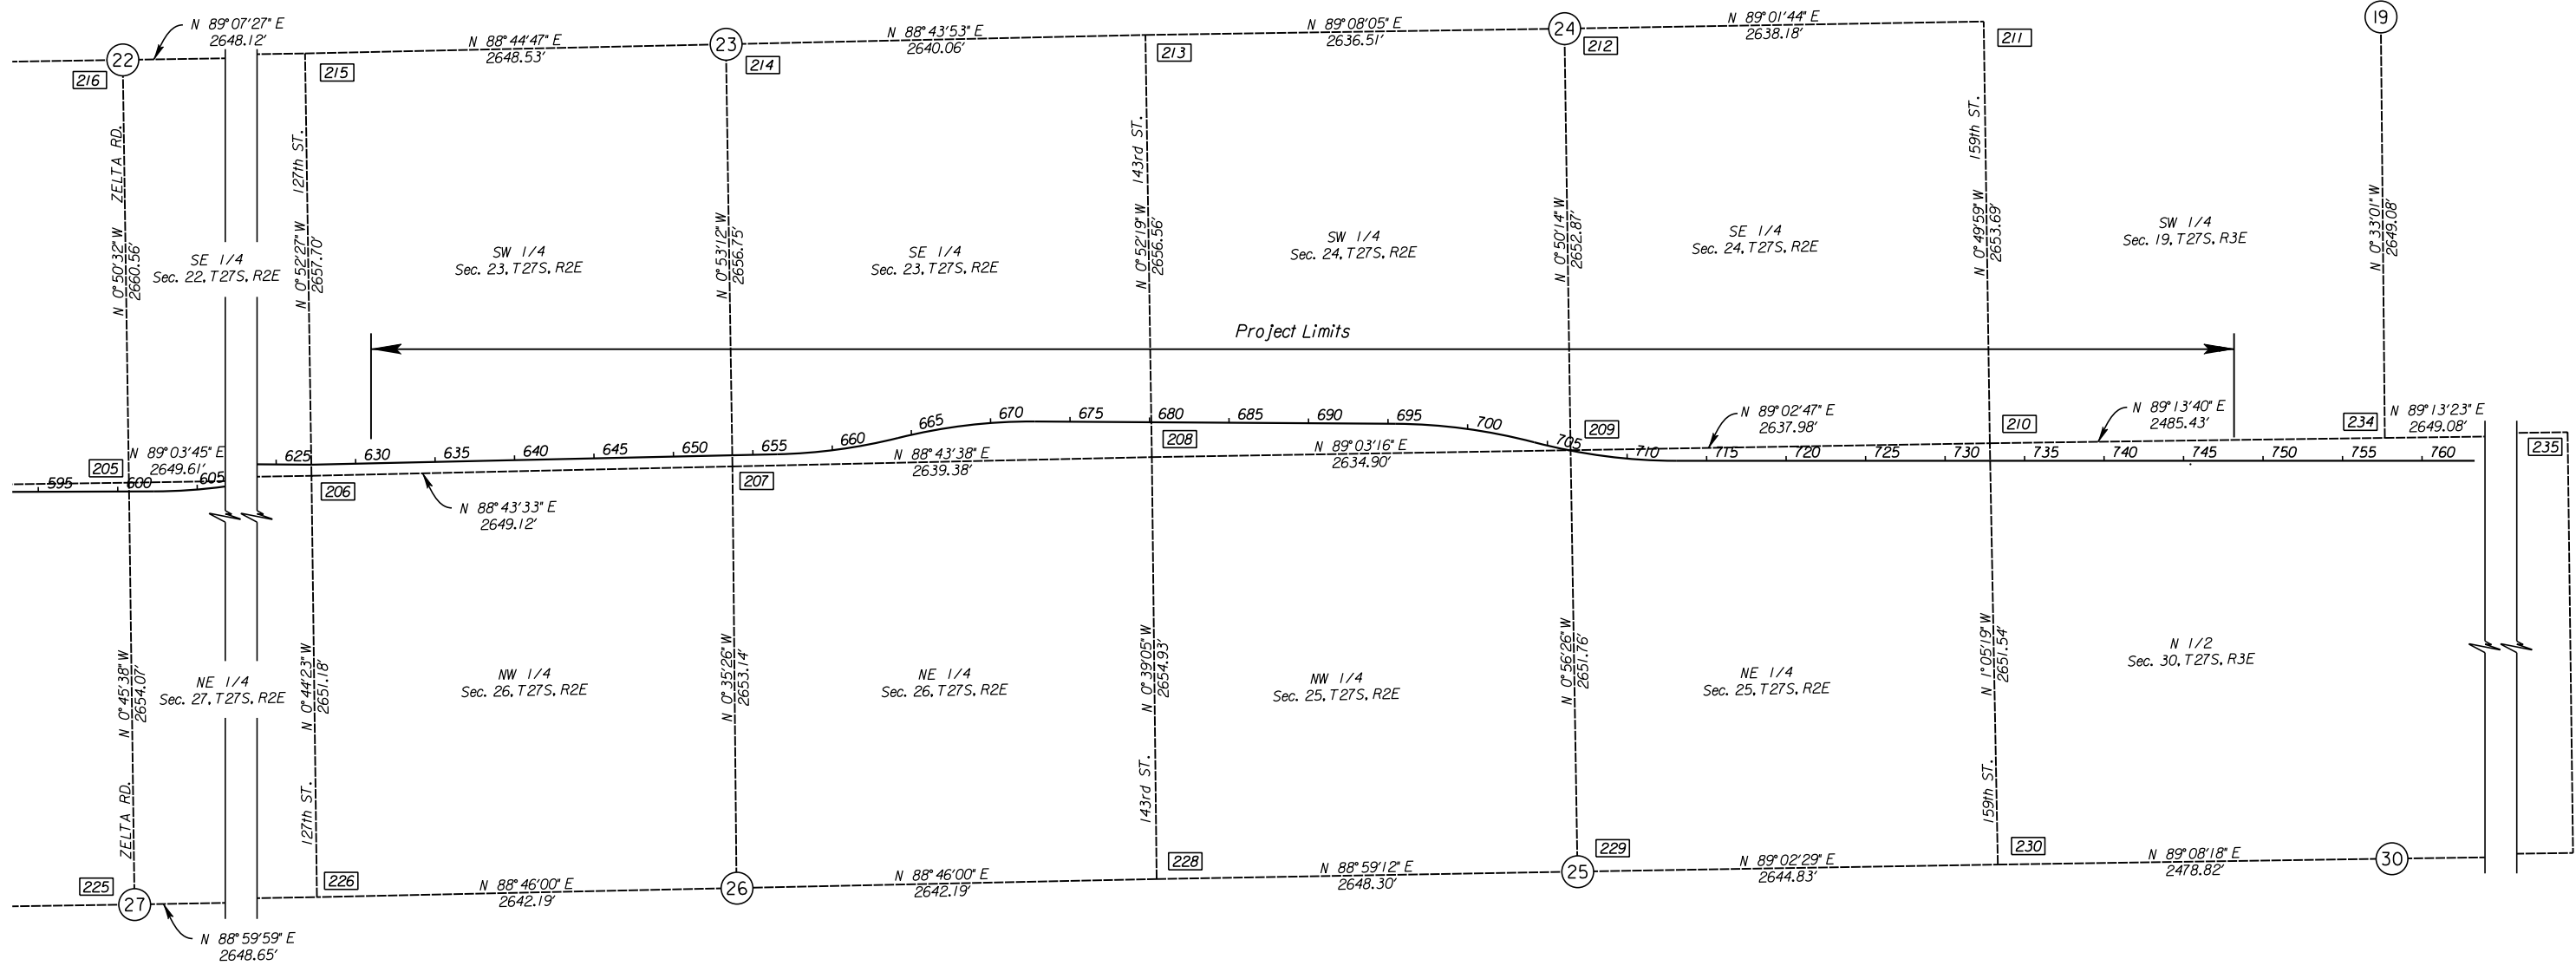 N 89°07'27" E
2648.12'
22
216
215
N 88°44'47" E
2648.53'
23
214
N 88°43'53" E
2640.06'
213
N 89°08'05" E
2636.51'
24
212
N 89°01'44" E
2638.18'
211
19
ZELTA RD.
N 0°50'32" W
2660.56'
127th ST.
N 0°52'27" W
2657.70'
N 0°53'12" W
2656.75'
143rd ST.
N 0°52'19" W
2656.56'
N 0°50'14" W
2652.87'
159th ST.
N 0°49'59" W
2653.69'
N 0°33'01" W
2649.08'
SE 1/4
Sec. 22, T27S, R2E
SW 1/4
Sec. 23, T27S, R2E
SE 1/4
Sec. 23, T27S, R2E
SW 1/4
Sec. 24, T27S, R2E
SE 1/4
Sec. 24, T27S, R2E
SW 1/4
Sec. 19, T27S, R3E
Project Limits
205
N 89°03'45" E
2649.61'
595 600 605 625 630 635 640 645 650 655 660 665 670 675 680 685 690 695 700 705 710 715 720 725 730 735 740 745 750 755 760
206
N 88°43'33" E
2649.12'
207
N 88°43'38" E
2639.38'
208
N 89°03'16" E
2634.90'
209
N 89°02'47" E
2637.98'
210
N 89°13'40" E
2485.43'
234
N 89°13'23" E
2649.08'
235
N 0°45'38" W
2654.07'
ZELTA RD.
N 0°44'23" W
2651.18'
127th ST.
N 0°35'26" W
2653.14'
N 0°39'05" W
2654.93'
143rd ST.
N 0°56'26" W
2651.76'
N 1°05'19" W
2651.54'
159th ST.
NE 1/4
Sec. 27, T27S, R2E
NW 1/4
Sec. 26, T27S, R2E
NE 1/4
Sec. 26, T27S, R2E
NW 1/4
Sec. 25, T27S, R2E
NE 1/4
Sec. 25, T27S, R2E
N 1/2
Sec. 30, T27S, R3E
225
27
N 88°59'59" E
2648.65'
226
N 88°46'00" E
2642.19'
26
N 88°46'00" E
2642.19'
228
N 88°59'12" E
2648.30'
25
229
N 89°02'29" E
2644.83'
230
N 89°08'18" E
2478.82'
30